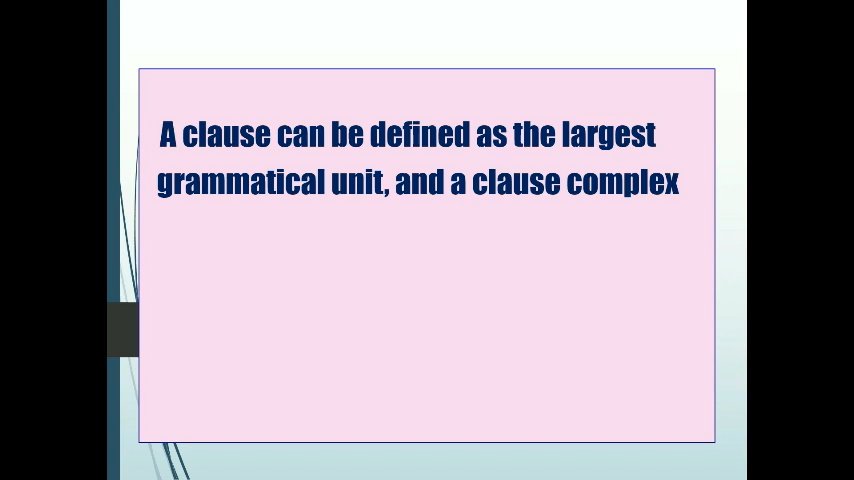 A clause can be defined as the largest
grammatical unit, and a clause complex